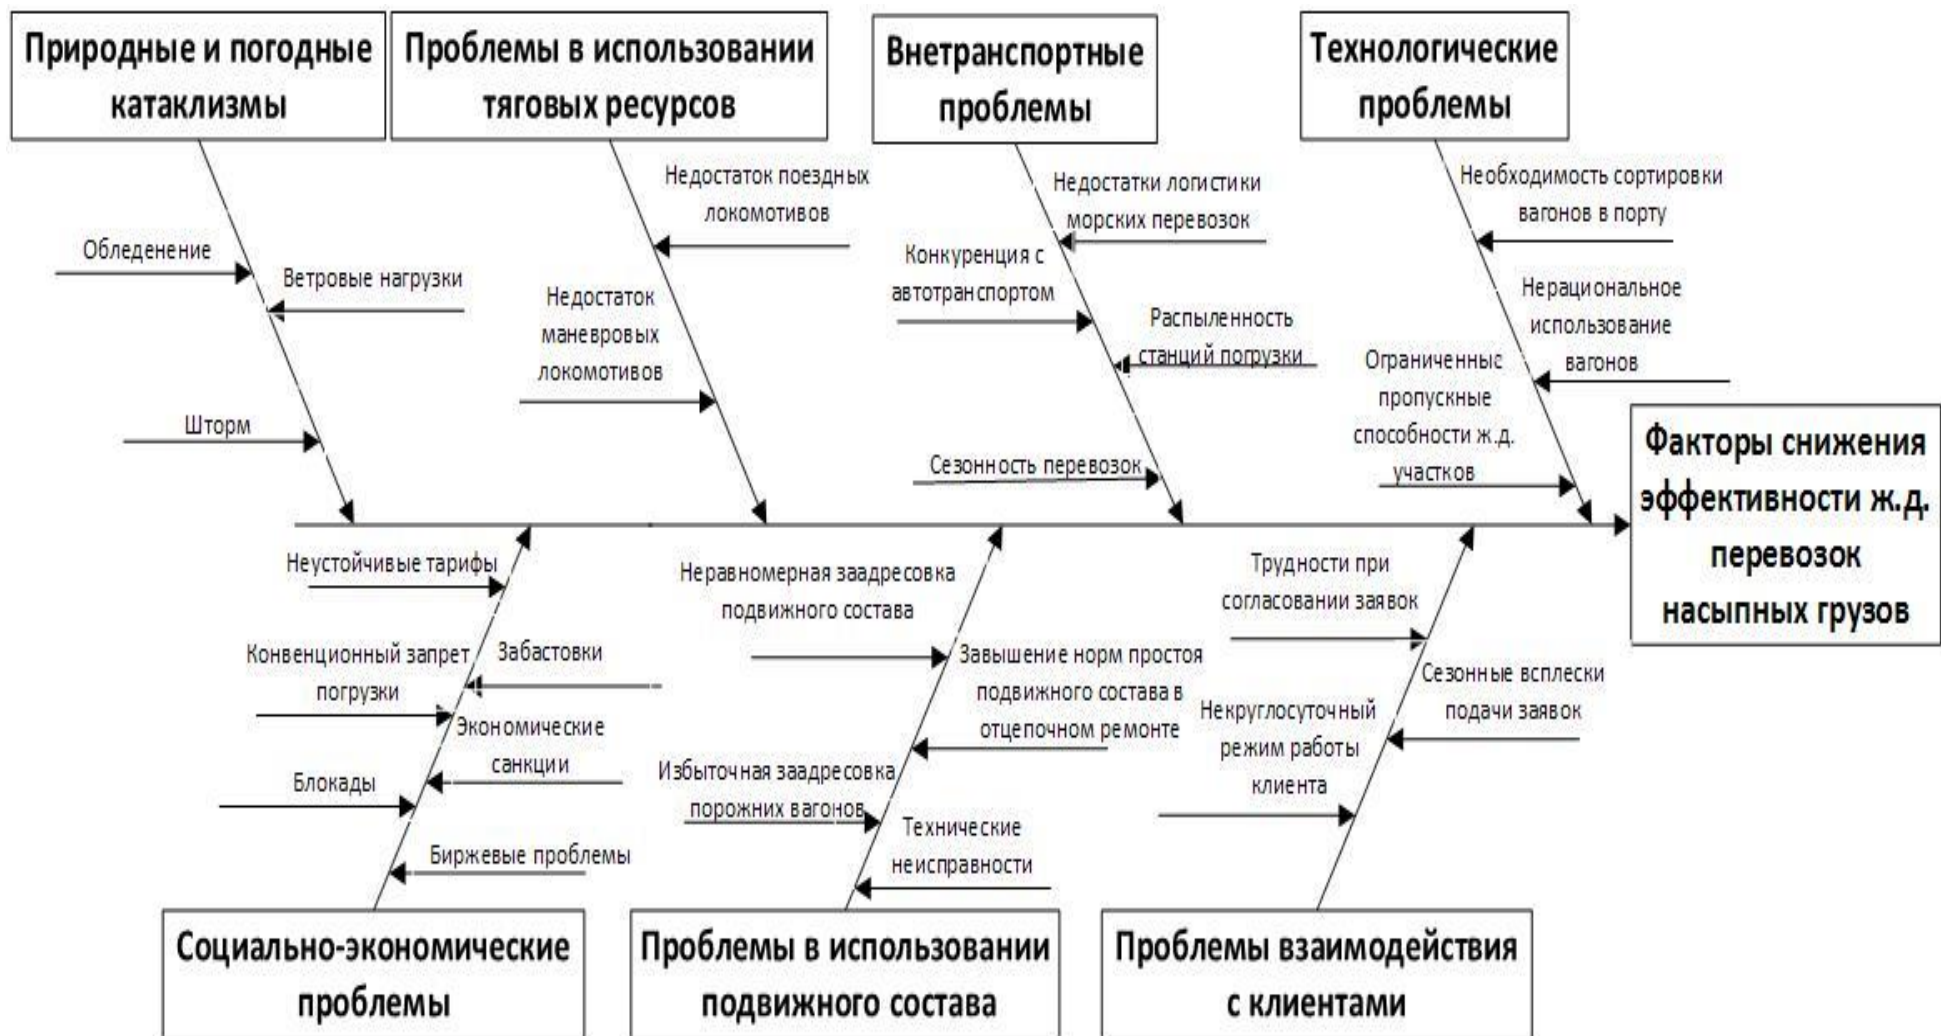 Природные и погодные
катаклизмы
Проблемы в использовании
тяговых ресурсов
Внетранспортные
проблемы
Технологические
проблемы
Обледенение
Ветровые нагрузки
Шторм
Недостаток поездных
локомотивов
Недостаток
маневровых
локомотивов
Недостатки логистики
морских перевозок
Конкуренция с
автотранспортом
Распыленность
станций погрузки
Сезонность перевозок
Необходимость сортировки
вагонов в порту
Нерациональное
использование
вагонов
Ограниченные
пропускные
способности ж.д.
участков
Факторы снижения
эффективности ж.д.
перевозок
насыпных грузов
Неустойчивые тарифы
Конвенционный запрет
погрузки
Забастовки
Экономические
санкции
Блокады
Биржевые проблемы
Неравномерная заадресовка
подвижного состава
Завышение норм простоя
подвижного состава в
отцепочном ремонте
Избыточная заадресовка
порожних вагонов
Технические
неисправности
Трудности при
согласовании заявок
Сезонные всплески
подачи заявок
Некруглосуточный
режим работы
клиента
Социально-экономические
проблемы
Проблемы в использовании
подвижного состава
Проблемы взаимодействия
с клиентами